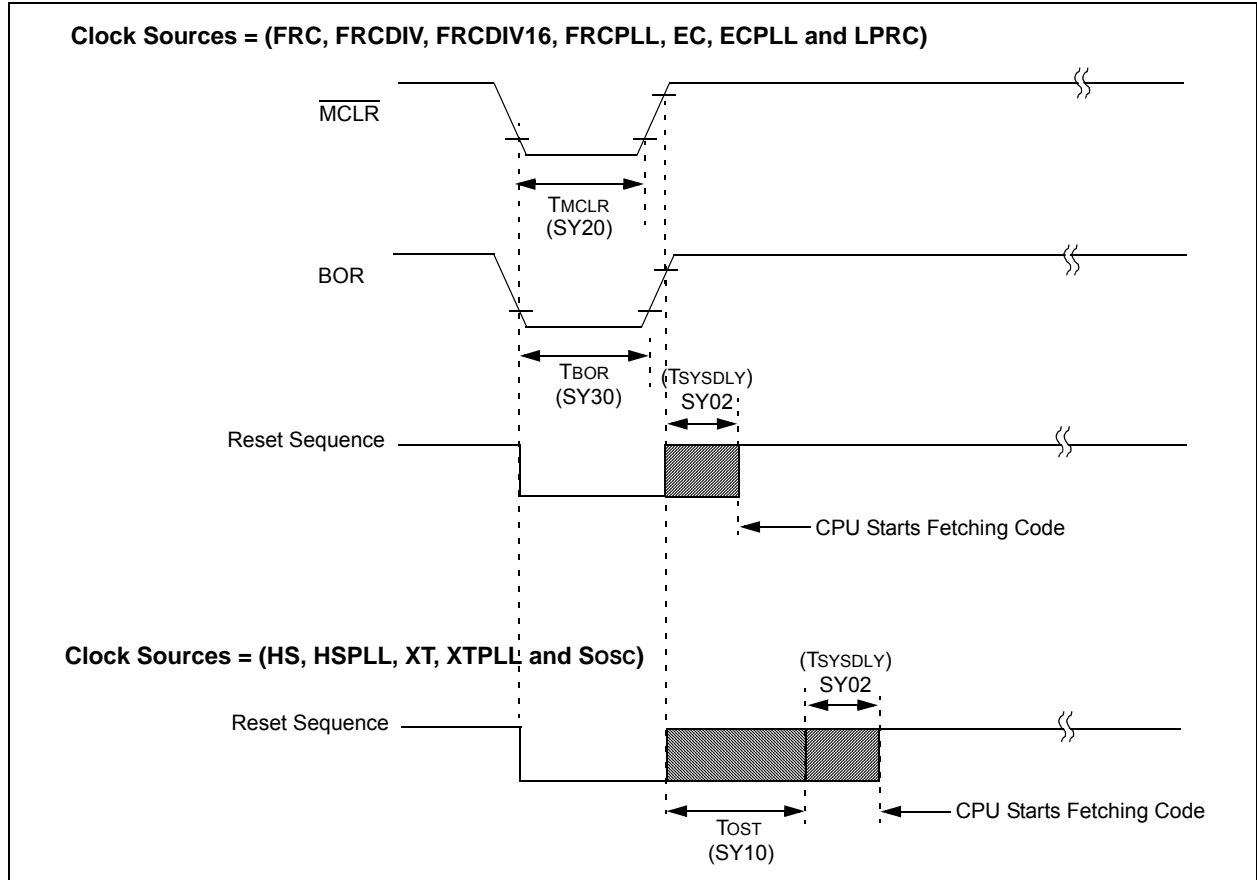 Clock Sources = (FRC, FRCDIV, FRCDIV16, FRCPLL, EC, ECPLL and LPRC)
MCLR
TMCLR
(SY20)
BOR
TBOR
(SY30)
(TSYSDLY)
SY02
Reset Sequence
CPU Starts Fetching Code
Clock Sources = (HS, HSPLL, XT, XTPLL and SOSC)
(TSYSDLY)
SY02
Reset Sequence
CPU Starts Fetching Code
TOST
(SY10)